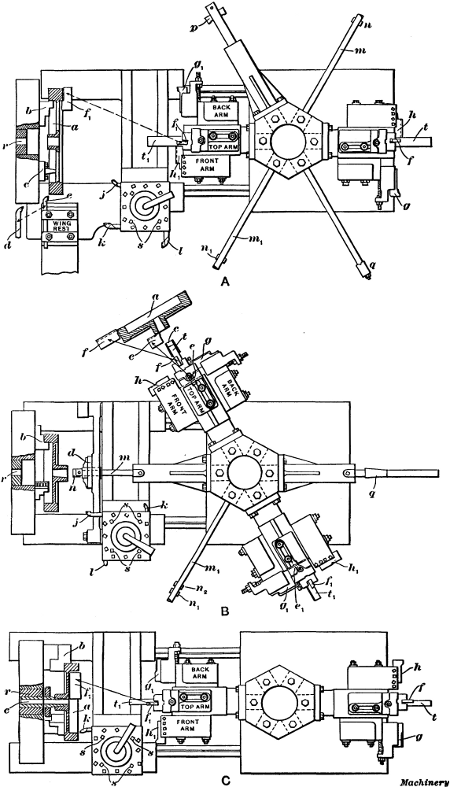 p
n
m
g1
b
f1
BACK
ARM
h
r
a
f
t
t1
TOP ARM
f
c
FRONT
ARM
h1
j
e
g
d
WING
REST
s
k
l
n1
m1
q
A
a
f
c
c
t
f
e
g
h
FRONT
ARM
TOP ARM
BACK
ARM
b
d
r
n
m
q
j
k
s
l
m1
n2
n1
h1
f1
g1
e1
t1
B
b
BACK
ARM
g1
h
r
f1
t1
TOP ARM
f
c
a
f1
t
k
s
s
FRONT
ARM
h1
g
s
C
Machinery